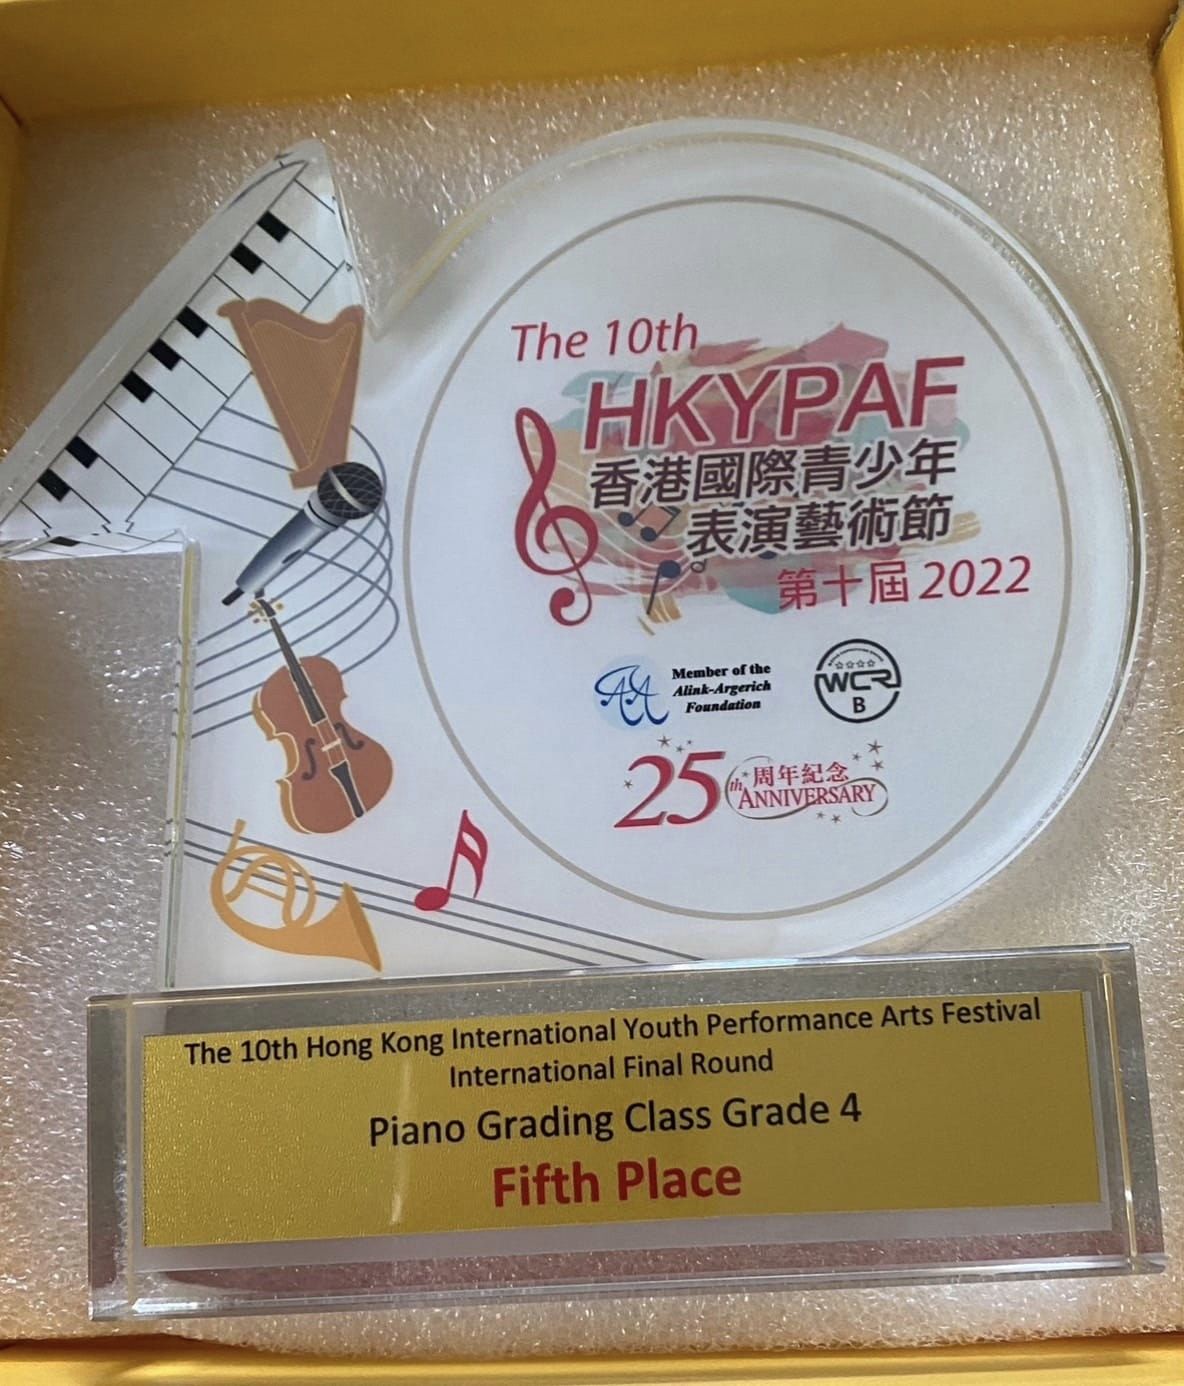 The 10th
HKYPAF
香港國際青少年
表演藝術節
第十屆 2022
Member of the
Alink-Argerich
Foundation
WCR
B
25th 周年紀念
ANNIVERSARY
The 10th Hong Kong International Youth Performance Arts Festival
International Final Round
Piano Grading Class Grade 4
Fifth Place